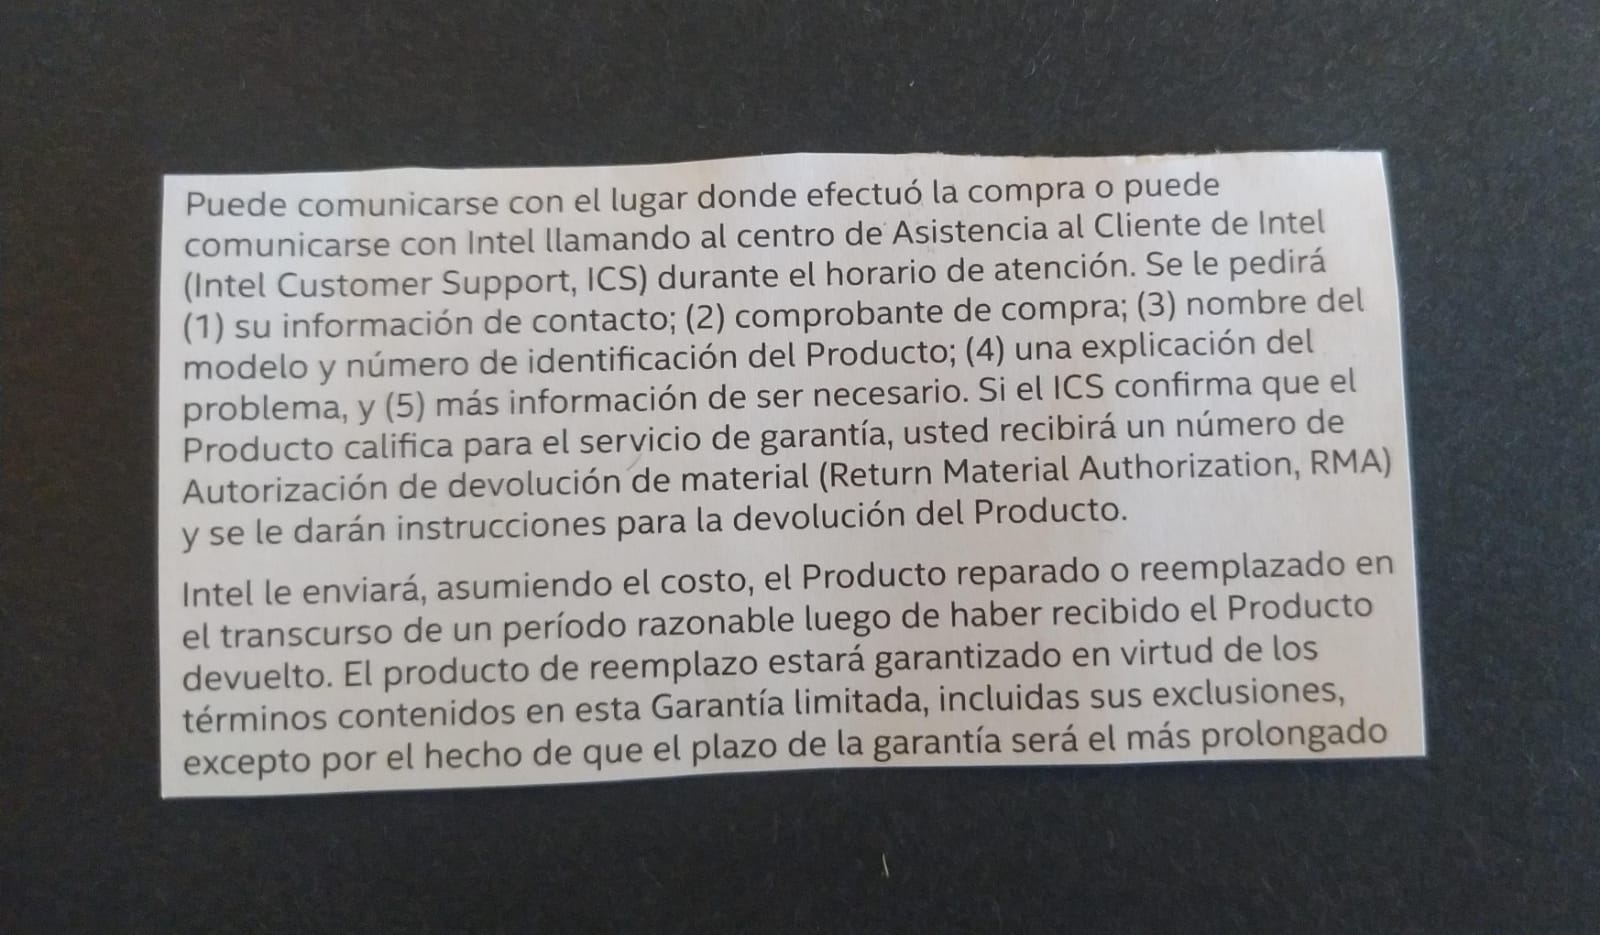 Puede comunicarse con el lugar donde efectuó la compra o puede
comunicarse con Intel llamando al centro de Asistencia al Cliente de Intel
(Intel Customer Support, ICS) durante el horario de atención. Se le pedirá
(1) su información de contacto; (2) comprobante de compra; (3) nombre del
modelo y número de identificación del Producto; (4) una explicación del
problema, y (5) más información de ser necesario. Si el ICS confirma que el
Producto califica para el servicio de garantía, usted recibirá un número de
Autorización de devolución de material (Return Material Authorization, RMA)
y se le darán instrucciones para la devolución del Producto.
Intel le enviará, asumiendo el costo, el Producto reparado o reemplazado en
el transcurso de un período razonable luego de haber recibido el Producto
devuelto. El producto de reemplazo estará garantizado en virtud de los
términos contenidos en esta Garantía limitada, incluidas sus exclusiones,
excepto por el hecho de que el plazo de la garantía será el más prolongado